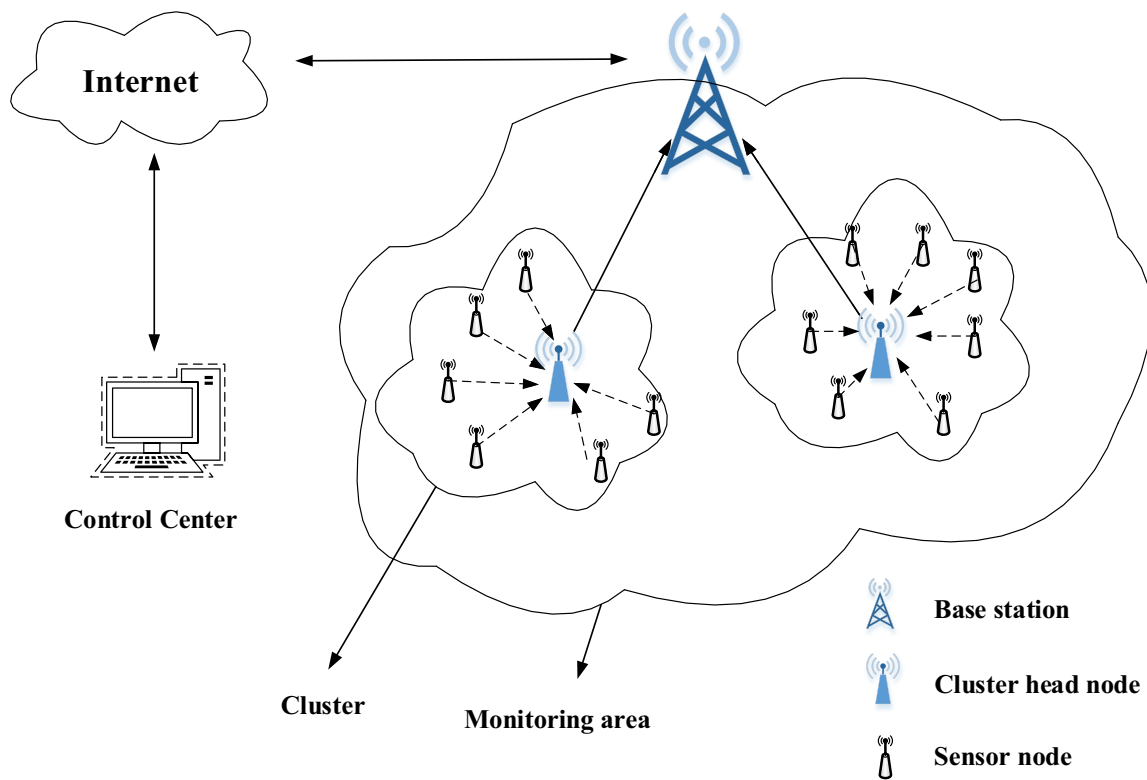 Internet
Control Center
Cluster
Monitoring area
Base station
Cluster head node
Sensor node